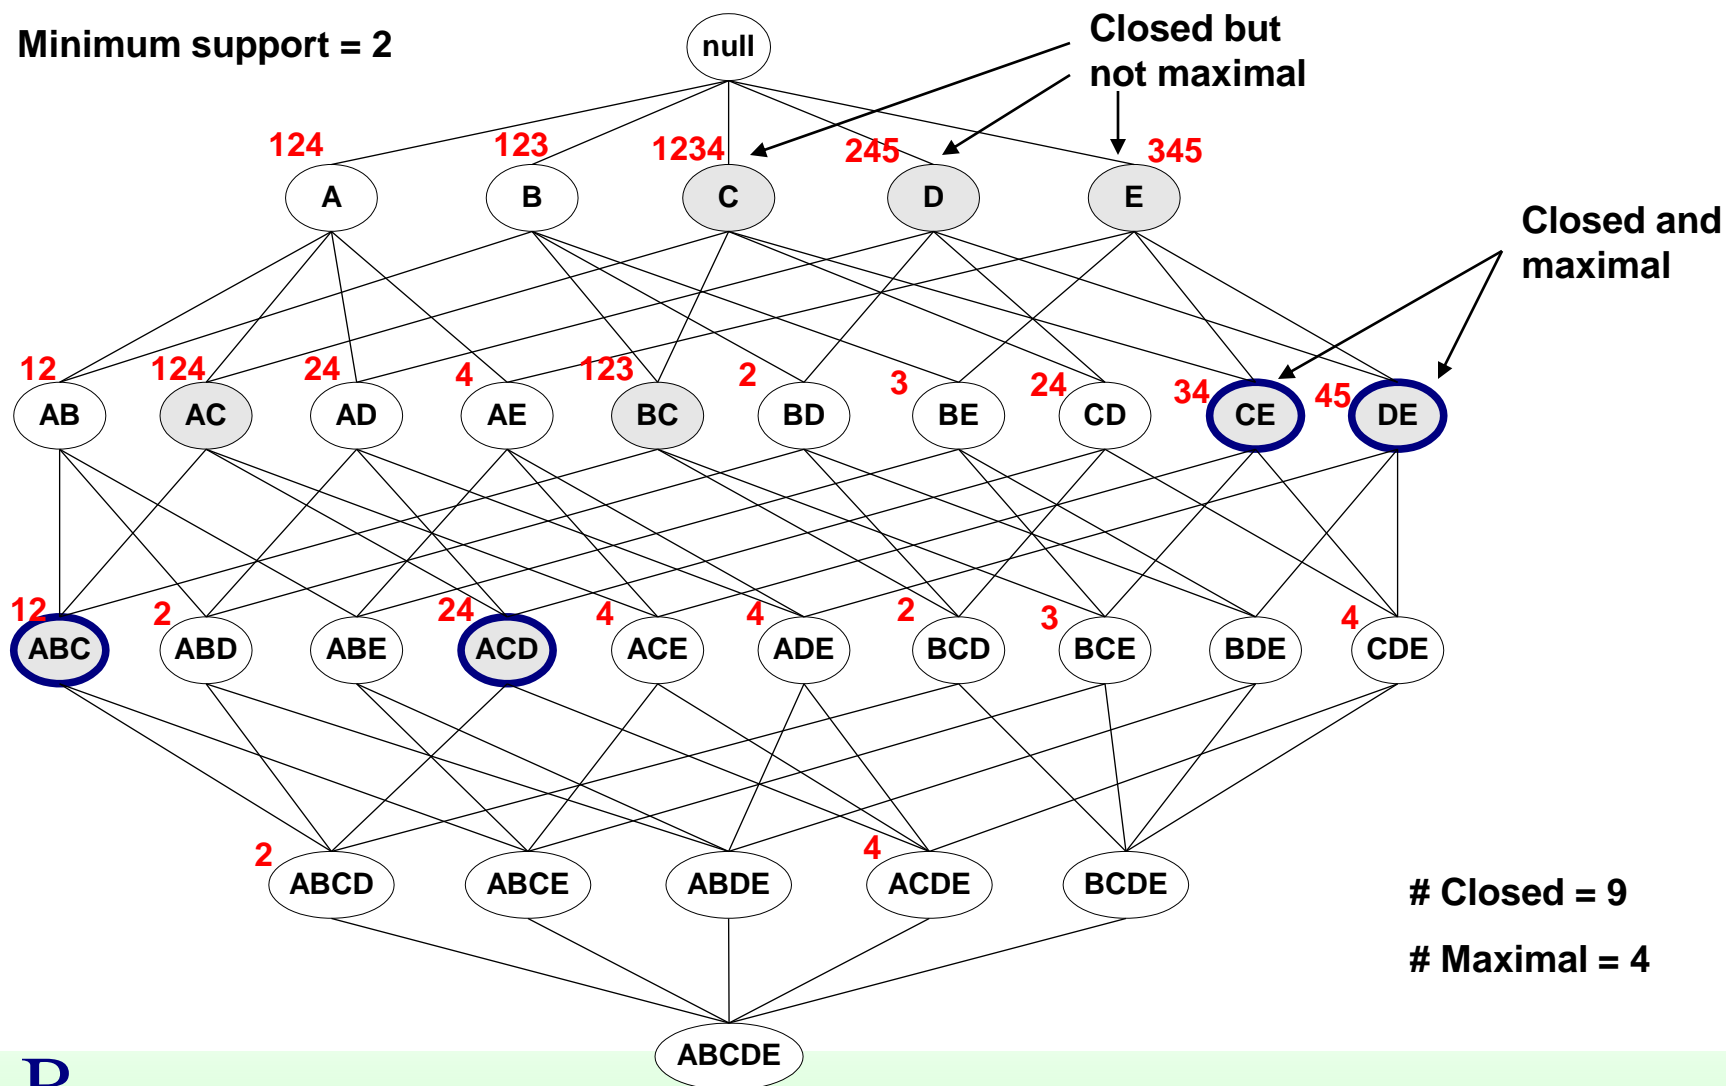 Minimum support = 2
null
Closed but
not maximal
124 123 1234 245 345
A B C D E
Closed and
maximal
12 124 24 4 123 2 3 24 34 45
AB AC AD AE BC BD BE CD CE DE
12 2 24 4 4 2 3 4
ABC ABD ABE ACD ACE ADE BCD BCE BDE CDE
2 4
ABCD ABCE ABDE ACDE BCDE
# Closed = 9
# Maximal = 4
ABCDE